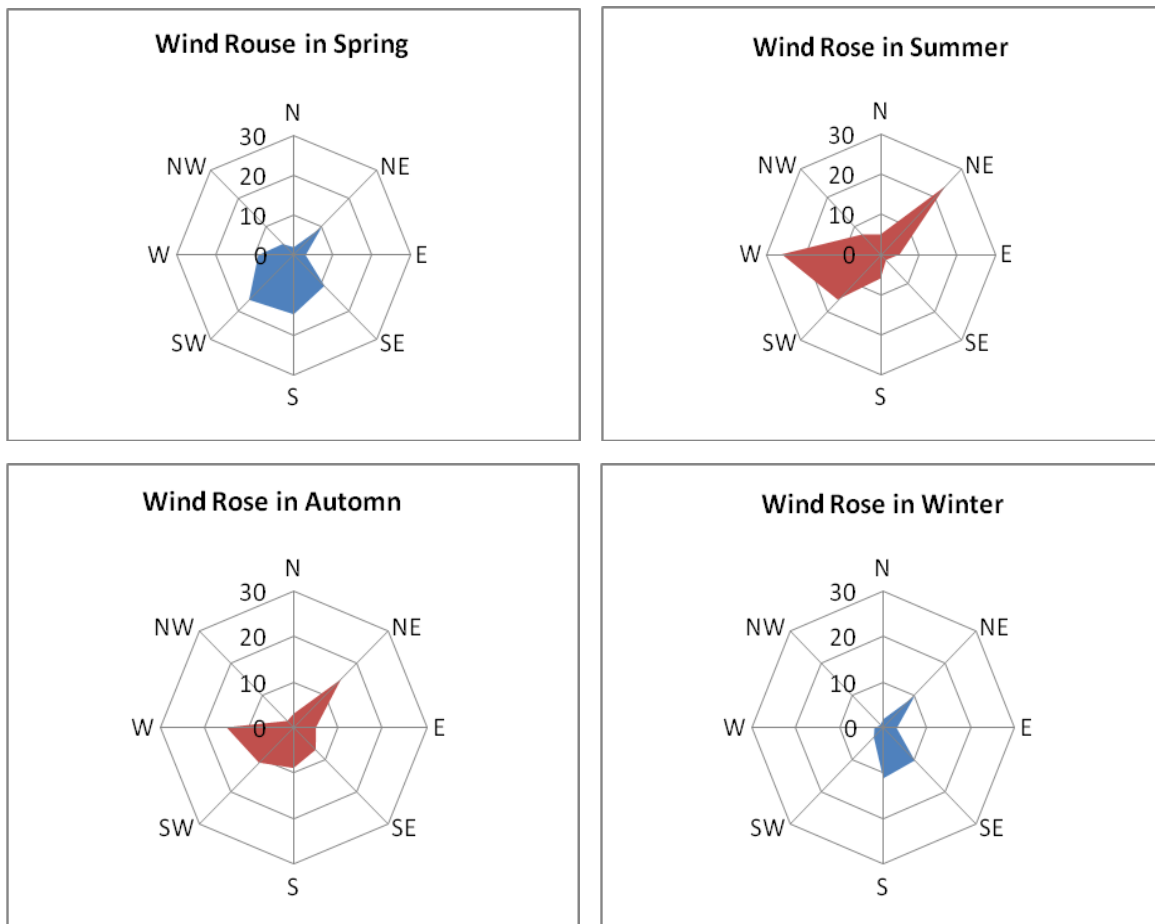 Wind Rouse in Spring
N
30
NW
NE
20
10
W
0
E
SW
SE
S
Wind Rose in Summer
N
30
NW
NE
20
10
W
0
E
SW
SE
S
Wind Rose in Automn
N
30
NW
NE
20
10
W
0
E
SW
SE
S
Wind Rose in Winter
N
30
NW
NE
20
10
W
0
E
SW
SE
S